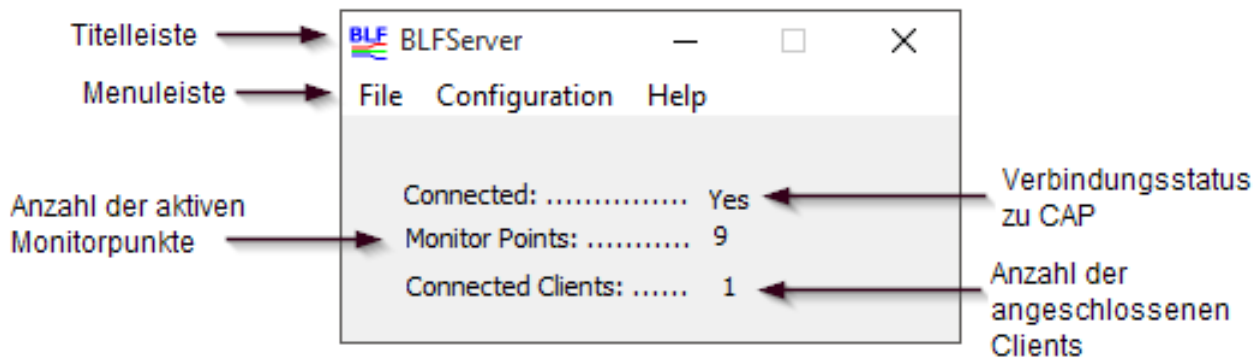 Titelleiste
BLF BLFServer
Menuleiste
File Configuration Help
Connected: ............... Yes
Verbindungsstatus
zu CAP
Anzahl der aktiven
Monitorpunkte
Monitor Points: ........... 9
Connected Clients: ...... 1
Anzahl der
angeschlossenen
Clients